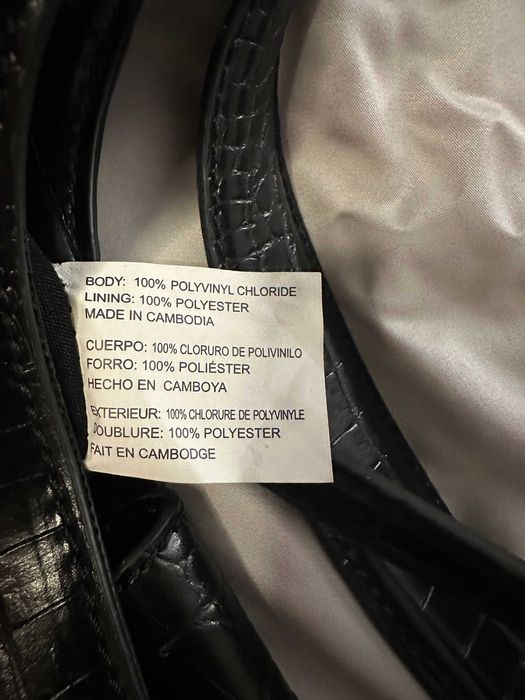 BODY: 100% POLYVINYL CHLORIDE
LINING: 100% POLYESTER
MADE IN CAMBODIA
CUERPO: 100% CLORURO DE POLIVINILO
FORRO: 100% POLIÉSTER
HECHO EN CAMBOYA
EXTERIEUR: 100% CHLORURE DE POLYVINYLE
DOUBLURE: 100% POLYESTER
FAIT EN CAMBODGE